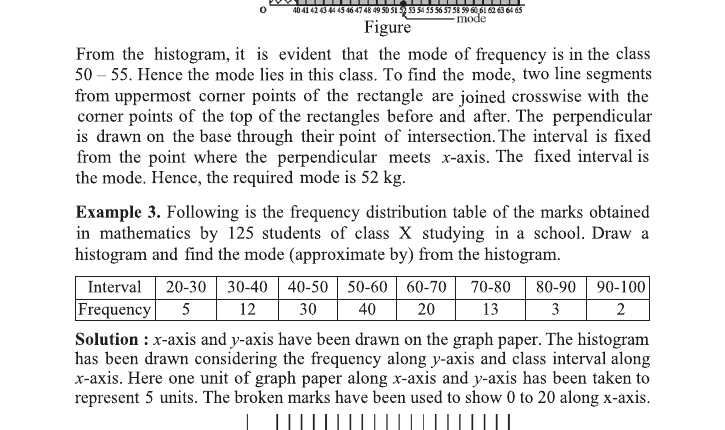 0 40 41 42 43 44 45 46 47 48 49 50 51 52 53 54 55 56 57 58 59 60 61 62 63 64 65
mode
Figure
From the histogram, it is evident that the mode of frequency is in the class
50 – 55. Hence the mode lies in this class. To find the mode, two line segments
from uppermost corner points of the rectangle are joined crosswise with the
corner points of the top of the rectangles before and after. The perpendicular
is drawn on the base through their point of intersection. The interval is fixed
from the point where the perpendicular meets x-axis. The fixed interval is
the mode. Hence, the required mode is 52 kg.
Example 3. Following is the frequency distribution table of the marks obtained
in mathematics by 125 students of class X studying in a school. Draw a
histogram and find the mode (approximate by) from the histogram.
Interval 20-30 30-40 40-50 50-60 60-70 70-80 80-90 90-100
Frequency 5 12 30 40 20 13 3 2
Solution : x-axis and y-axis have been drawn on the graph paper. The histogram
has been drawn considering the frequency along y-axis and class interval along
x-axis. Here one unit of graph paper along x-axis and y-axis has been taken to
represent 5 units. The broken marks have been used to show 0 to 20 along x-axis.